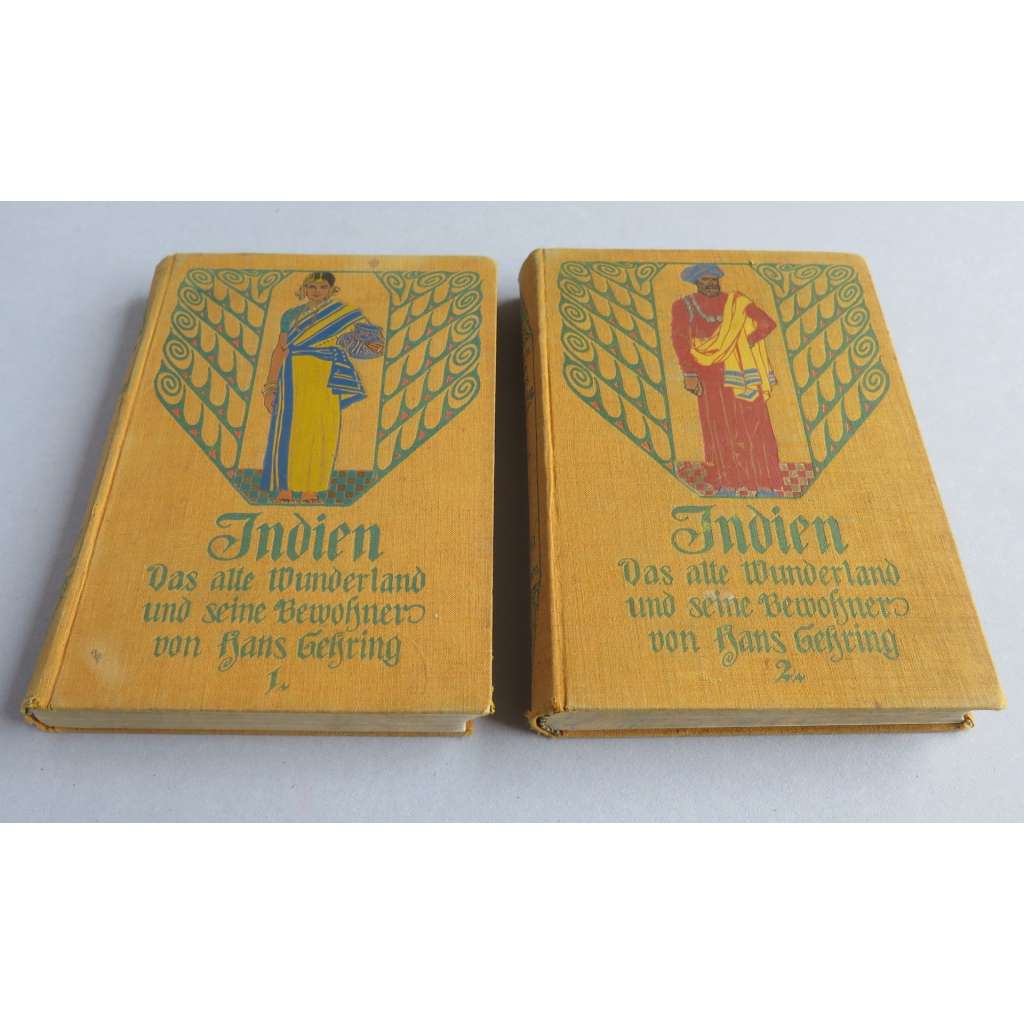 Indien
Das alte Wunderland
und seine Bewohner
von Hans Gehring
1.
Indien
Das alte Wunderland
und seine Bewohner
von Hans Gehring
2.